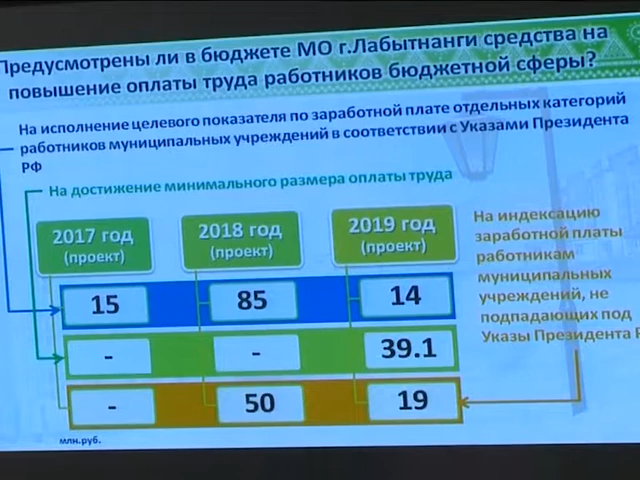 Предусмотрены ли в бюджете МО г.Лабытнанги средства на
повышение оплаты труда работников бюджетной сферы?
На исполнение целевого показателя по заработной плате отдельных категорий
работников муниципальных учреждений в соответствии с Указами Президента
РФ
На достижение минимального размера оплаты труда
2017 год
(проект)
2018 год
(проект)
2019 год
(проект)
На индексацию
заработной платы
работникам
муниципальных
учреждений, не
подпадающих под
Указы Президента
15 85 14
- - 39.1
- 50 19
млн.руб.